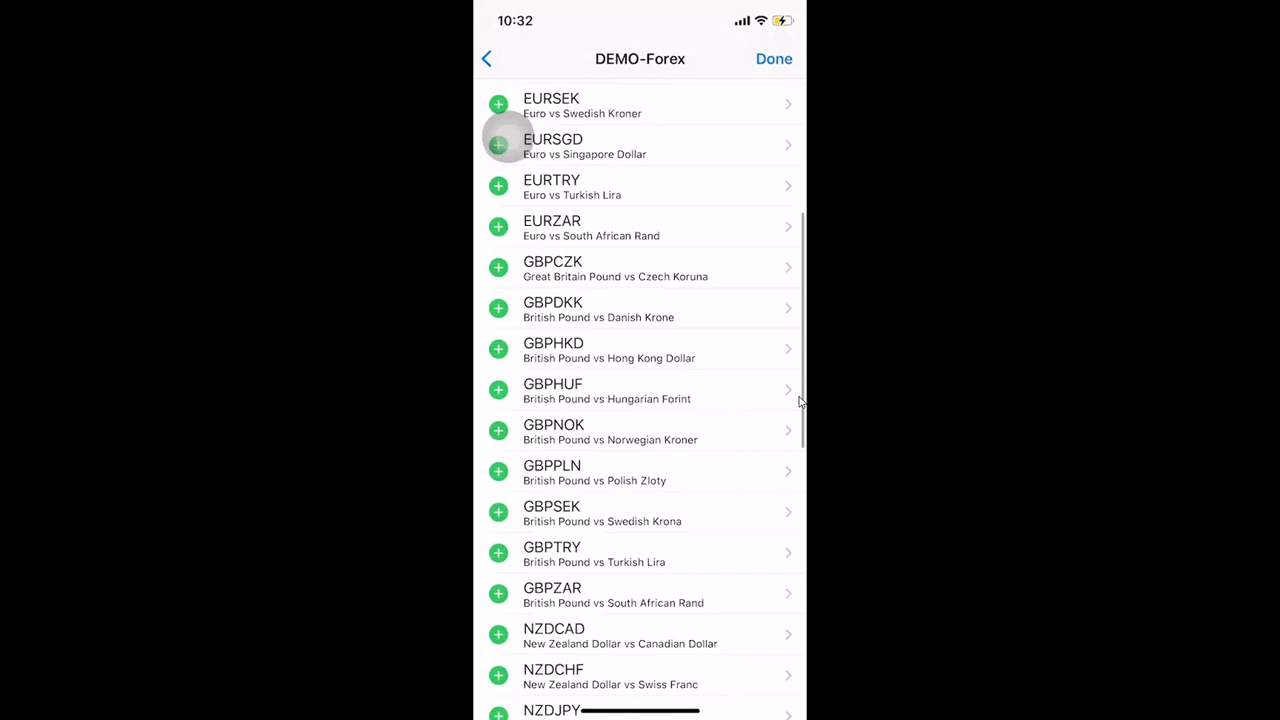 10:32
DEMO-Forex
Done
EURSEK
Euro vs Swedish Kroner
EURSGD
Euro vs Singapore Dollar
EURTRY
Euro vs Turkish Lira
EURZAR
Euro vs South African Rand
GBPCZK
Great Britain Pound vs Czech Koruna
GBPDKK
British Pound vs Danish Krone
GBPHKD
British Pound vs Hong Kong Dollar
GBPHUF
British Pound vs Hungarian Forint
GBPNOK
British Pound vs Norwegian Kroner
GBPPLN
British Pound vs Polish Zloty
GBPSEK
British Pound vs Swedish Krona
GBPTRY
British Pound vs Turkish Lira
GBPZAR
British Pound vs South African Rand
NZDCAD
New Zealand Dollar vs Canadian Dollar
NZDCHF
New Zealand Dollar vs Swiss Franc
NZDJPY